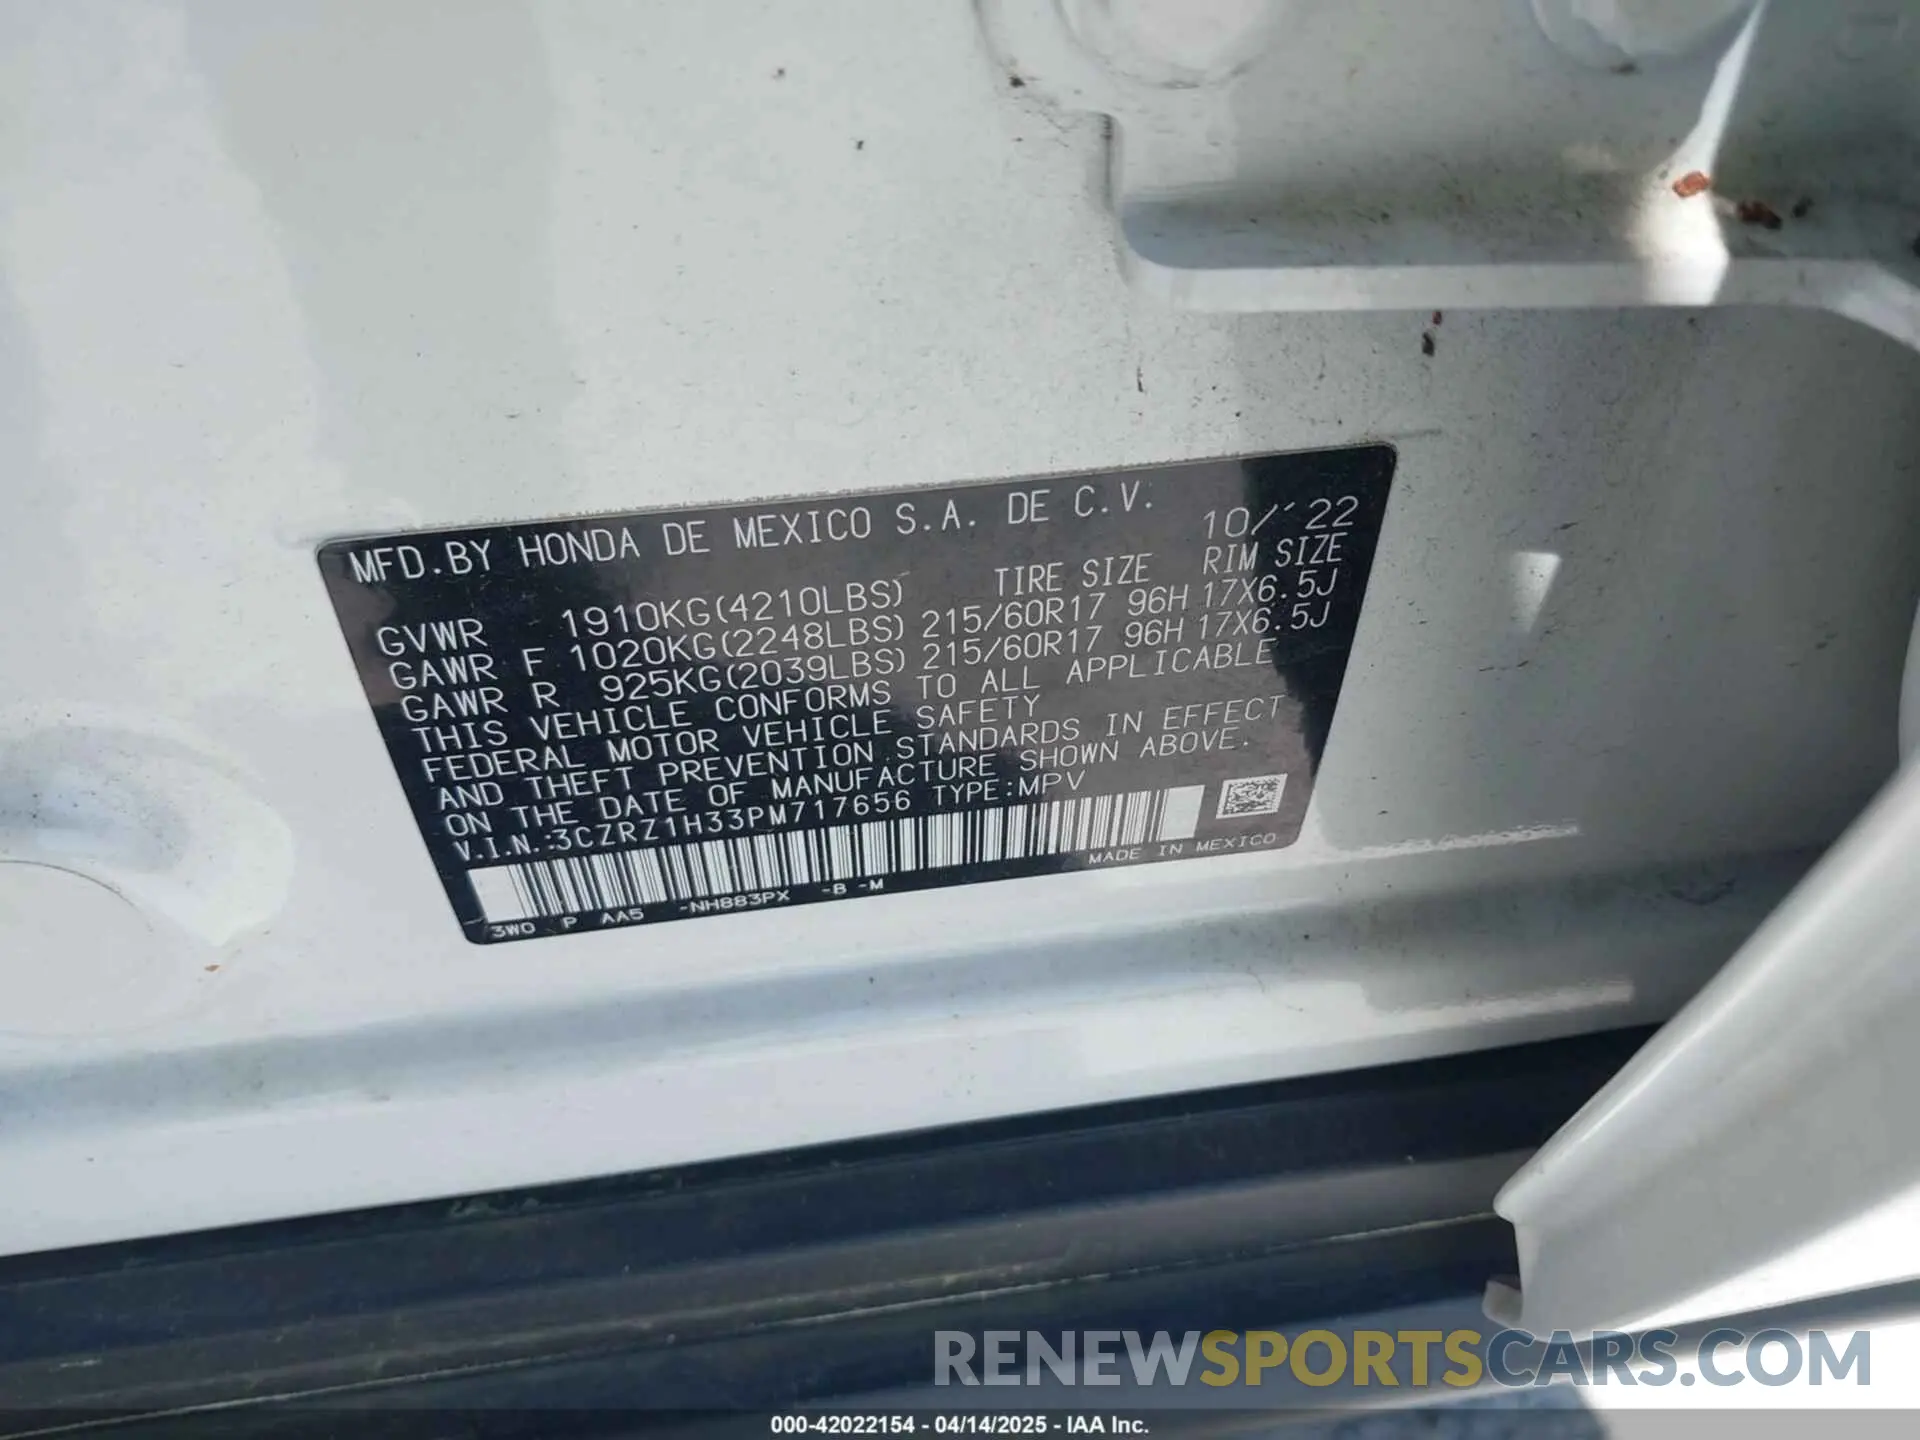 MFD.BY HONDA DE MEXICO S.A. DE C.V. 10/'22
TIRE SIZE RIM SIZE
GVWR 1910KG(4210LBS)
GAWR F 1020KG(2248LBS) 215/60R17 96H 17X6.5J
GAWR R 925KG(2039LBS) 215/60R17 96H 17X6.5J
THIS VEHICLE CONFORMS TO ALL APPLICABLE
FEDERAL MOTOR VEHICLE SAFETY
AND THEFT PREVENTION STANDARDS IN EFFECT
ON THE DATE OF MANUFACTURE SHOWN ABOVE.
V.I.N.:3CZRZ1H33PM717656 TYPE:MPV
MADE IN MEXICO
3W0 P AA5 -NH883PX -B -M
RENEWSPORTSCARS.COM
000-42022154 - 04/14/2025 - IAA Inc.